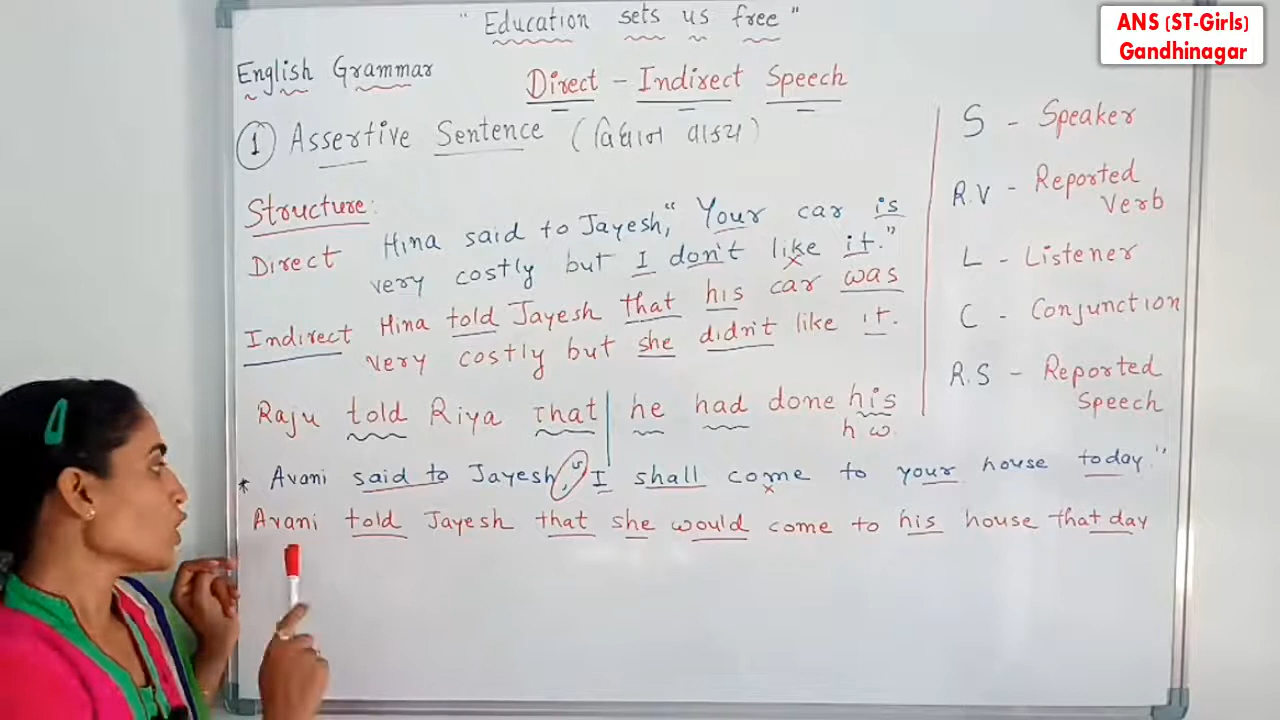 "Education sets us free"
ANS (ST-Girls)
Gandhinagar
English Grammar
Direct - Indirect Speech
① Assertive Sentence (વિધાન વાક્ય)
Structure:
Direct Hina said to Jayesh, "Your car is
very costly but I don't like it."
Indirect Hina told Jayesh that his car was
very costly but she didn't like it.
Raju told Riya that he had done his
h w
* Avani said to Jayesh, "I shall come to your house today."
Avani told Jayesh that she would come to his house that day
S - Speaker
R.V - Reported
Verb
L - Listener
C - Conjunction
R.S - Reported
Speech